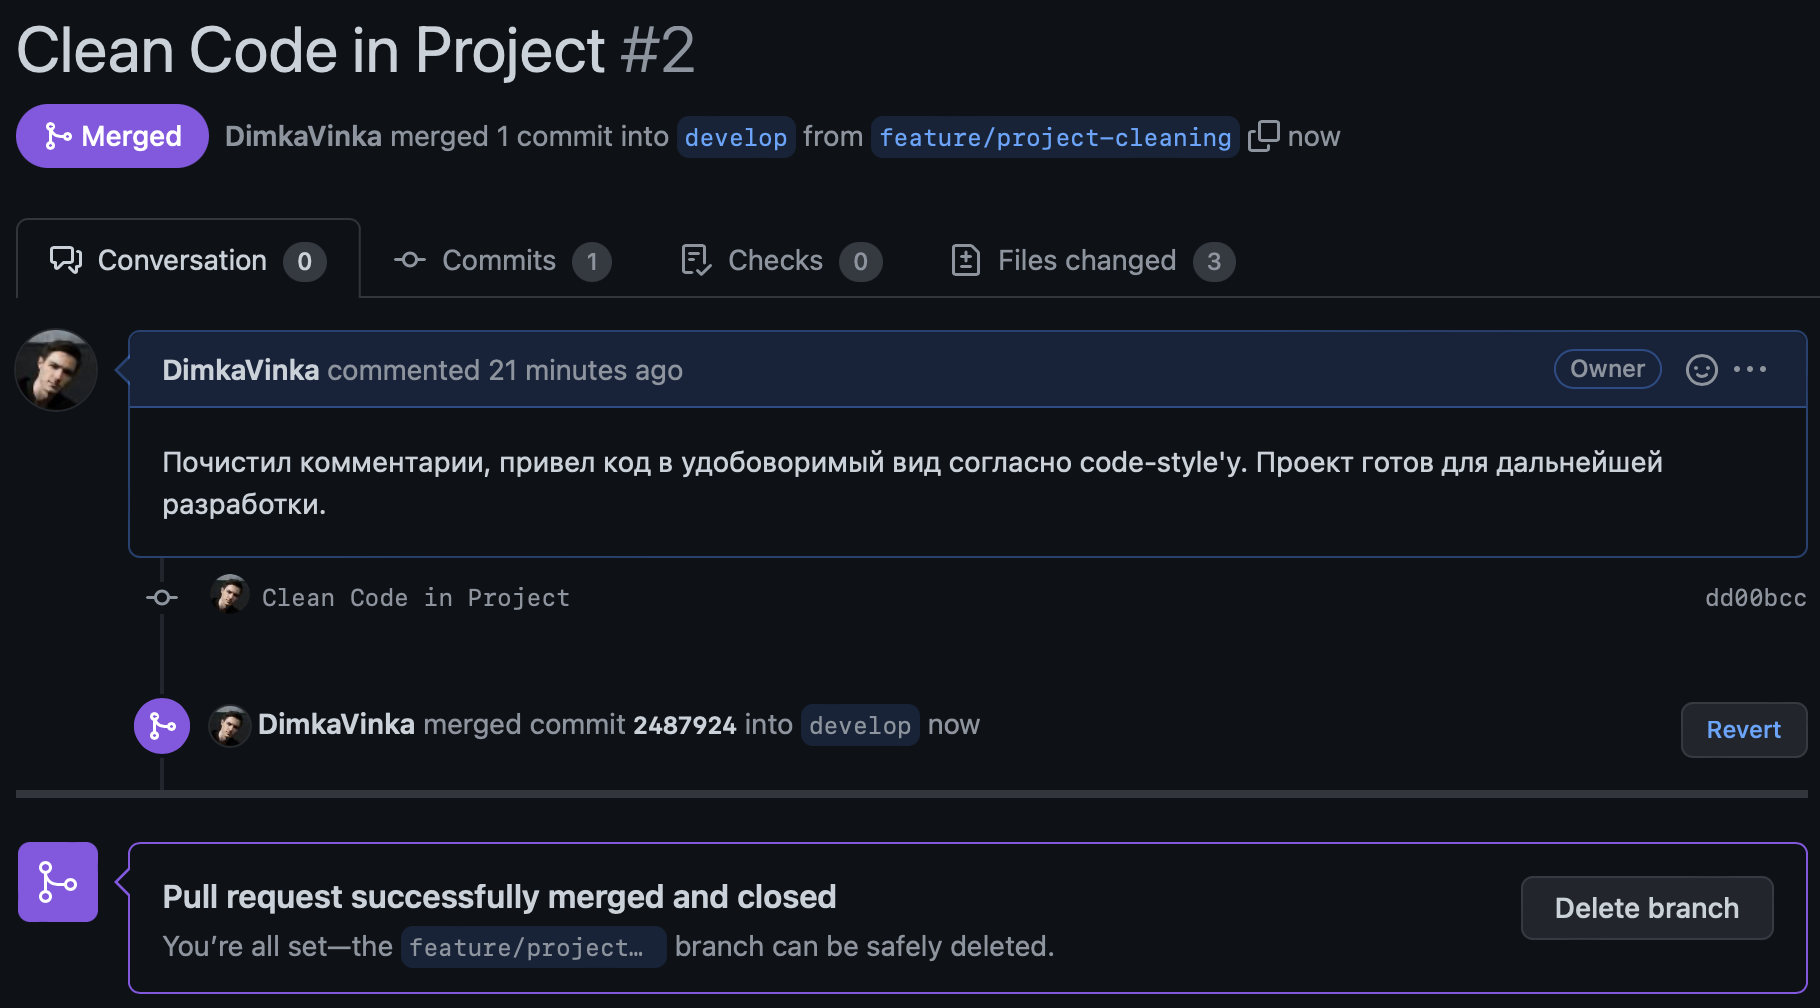 Clean Code in Project #2
Merged DimkaVinka merged 1 commit into develop from feature/project-cleaning now
Conversation 0 Commits 1 Checks 0 Files changed 3
DimkaVinka commented 21 minutes ago Owner
Почистил комментарии, привел код в удобоворимый вид согласно code-style'у. Проект готов для дальнейшей
разработки.
Clean Code in Project dd00bcc
DimkaVinka merged commit 2487924 into develop now Revert
Pull request successfully merged and closed
Delete branch
You’re all set—the feature/project… branch can be safely deleted.